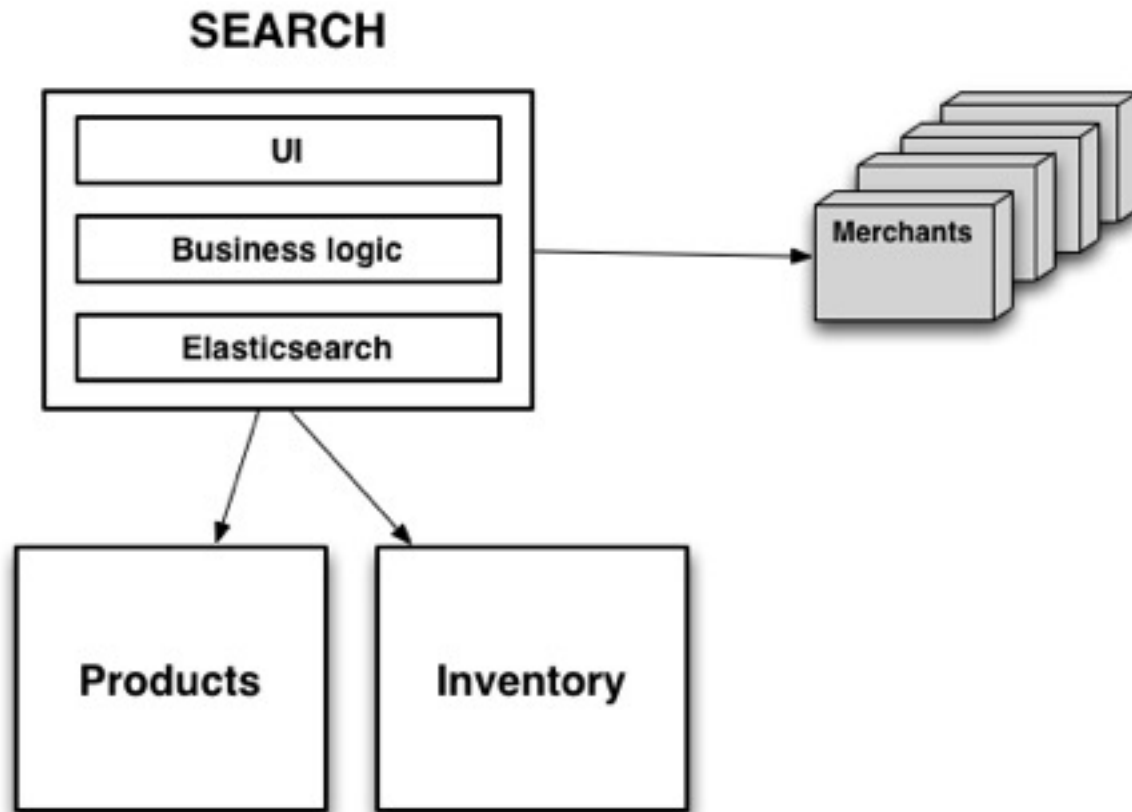 SEARCH
UI
Business logic
Merchants
Elasticsearch
Products
Inventory